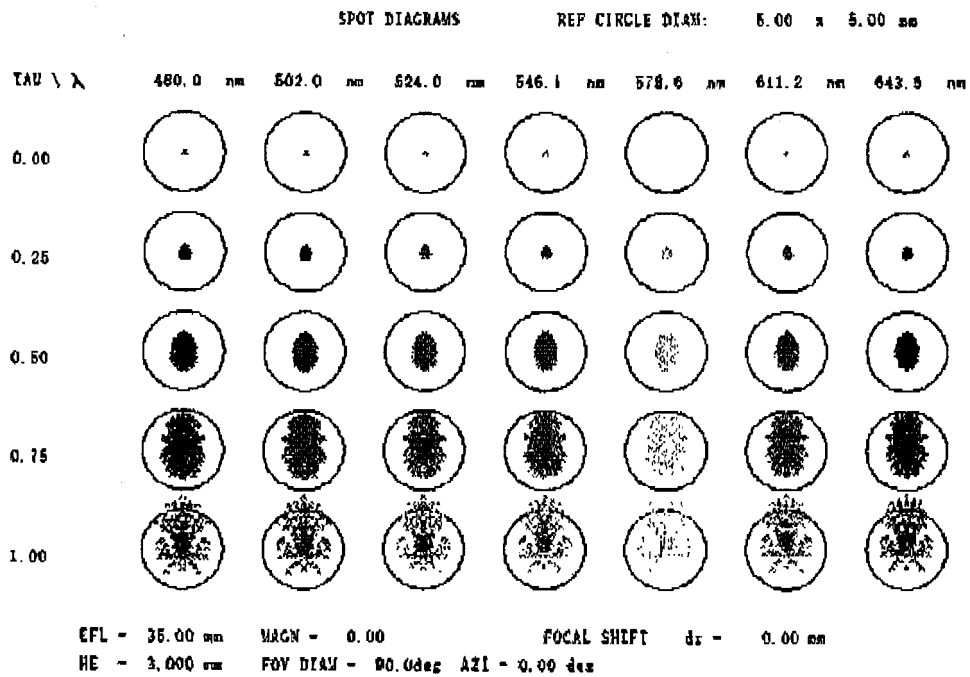 SPOT DIAGRAMS REF CIRCLE DIAM: 5.00 x 5.00 mm
TAU \ λ 480.0 nm 502.0 nm 524.0 nm 546.1 nm 578.6 nm 611.2 nm 643.8 nm
0.00
0.25
0.50
0.75
1.00
EFL - 35.00 mm MAGN - 0.00 FOCAL SHIFT dz - 0.00 mm
HE - 3,000 mm FOV DIAM - 90.0deg AZI - 0.00 deg